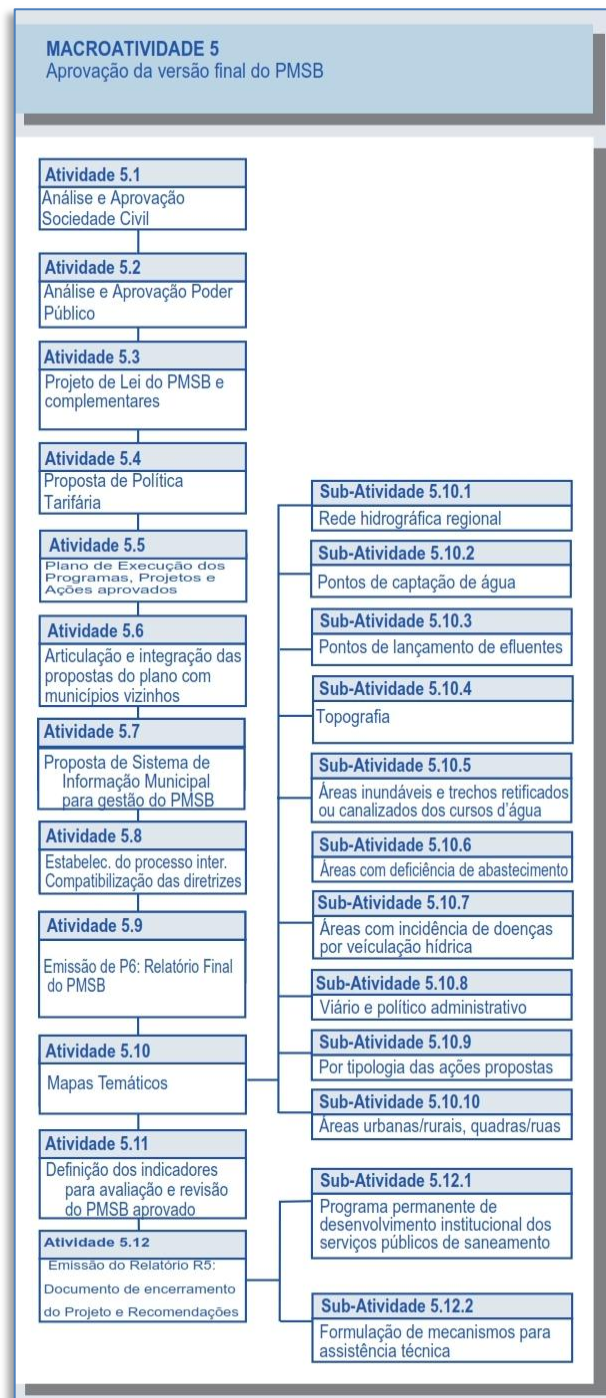 MACROATIVIDADE 5
Aprovação da versão final do PMSB
Atividade 5.1
Análise e Aprovação
Sociedade Civil
Atividade 5.2
Análise e Aprovação Poder
Público
Atividade 5.3
Projeto de Lei do PMSB e
complementares
Atividade 5.4
Proposta de Política
Tarifária
Atividade 5.5
Plano de Execução dos
Programas, Projetos e
Ações aprovados
Atividade 5.6
Articulação e integração das
propostas do plano com
municípios vizinhos
Atividade 5.7
Proposta de Sistema de
Informação Municipal
para gestão do PMSB
Atividade 5.8
Estabelec. do processo inter.
Compatibilização das diretrizes
Atividade 5.9
Emissão de P6: Relatório Final
do PMSB
Atividade 5.10
Mapas Temáticos
Atividade 5.11
Definição dos indicadores
para avaliação e revisão
do PMSB aprovado
Atividade 5.12
Emissão do Relatório R5:
Documento de encerramento
do Projeto e Recomendações
Sub-Atividade 5.10.1
Rede hidrográfica regional
Sub-Atividade 5.10.2
Pontos de captação de água
Sub-Atividade 5.10.3
Pontos de lançamento de efluentes
Sub-Atividade 5.10.4
Topografia
Sub-Atividade 5.10.5
Áreas inundáveis e trechos retificados
ou canalizados dos cursos d'água
Sub-Atividade 5.10.6
Áreas com deficiência de abastecimento
Sub-Atividade 5.10.7
Áreas com incidência de doenças
por veículação hídrica
Sub-Atividade 5.10.8
Viário e político administrativo
Sub-Atividade 5.10.9
Por tipologia das ações propostas
Sub-Atividade 5.10.10
Áreas urbanas/rurais, quadras/ruas
Sub-Atividade 5.12.1
Programa permanente de
desenvolvimento institucional dos
serviços públicos de saneamento
Sub-Atividade 5.12.2
Formulação de mecanismos para
assistência técnica